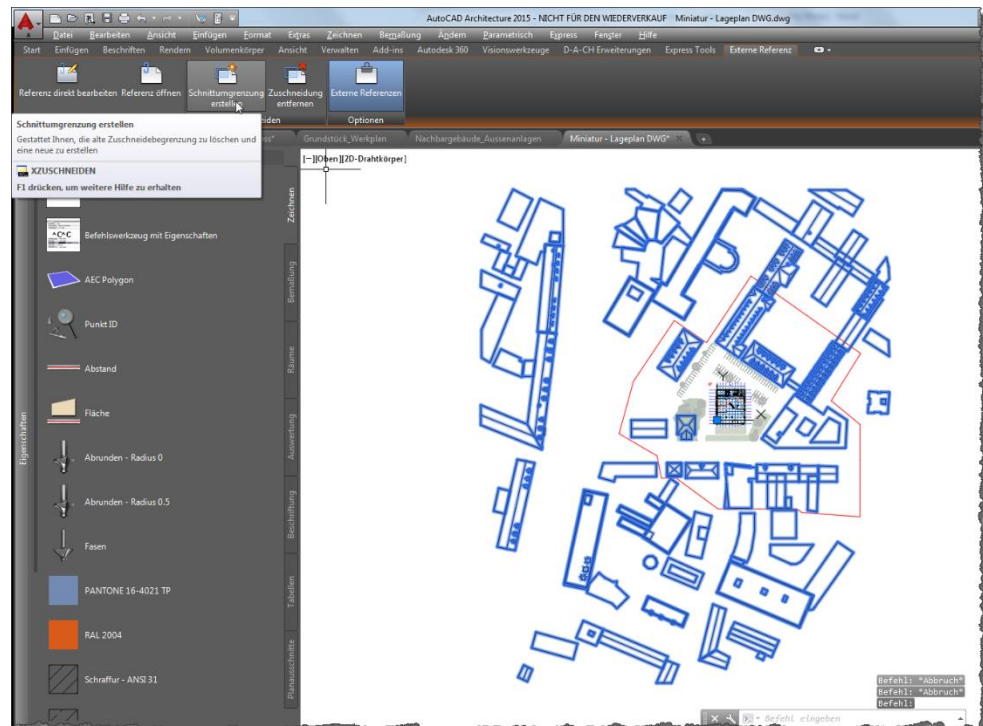 AutoCAD Architecture 2015 - NICHT FÜR DEN WIEDERVERKAUF Miniatur - Lageplan DWG.dwg
Datei Bearbeiten Ansicht Einfügen Format Extras Zeichnen Bemaßung Ändern Parametrisch Express Fenster Hilfe
Start Einfügen Beschriften Rendern Volumenkörper Ansicht Verwalten Add-ins Autodesk 360 Visionswerkzeuge D-A-CH Erweiterungen Express Tools Externe Referenz
Referenz direkt bearbeiten Referenz öffnen Schnittumgrenzung erstellen Zuschneidung entfernen Externe Referenzen
Optionen
Schnittumgrenzung erstellen
Gestattet Ihnen, die alte Zuschneidebegrenzung zu löschen und eine neue zu erstellen
XZUSCHNEIDEN
F1 drücken, um weitere Hilfe zu erhalten
Grundstück_Werkplan Nachbargebäude_Aussenanlagen Miniatur - Lageplan DWG*
[−][Oben][2D-Drahtkörper]
Befehlswerkzeug mit Eigenschaften
AEC Polygon
Punkt ID
Abstand
Fläche
Abrunden - Radius 0
Abrunden - Radius 0.5
Fasen
PANTONE 16-4021 TP
RAL 2004
Schraffur - ANSI 31
Eigenschaften
Zeichnen
Bemaßung
Räume
Auswertung
Beschriftung
Tabellen
Planausschnitte
Y
X
Befehl: *Abbruch*
Befehl: *Abbruch*
Befehl:
Befehl eingeben